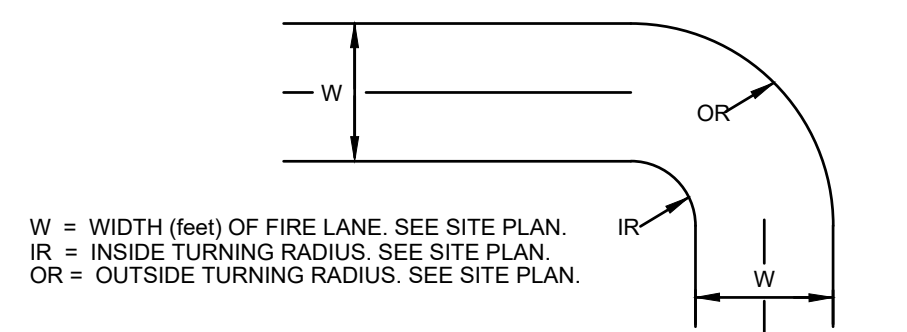 W
OR
W = WIDTH (feet) OF FIRE LANE. SEE SITE PLAN.
IR
IR = INSIDE TURNING RADIUS. SEE SITE PLAN.
OR = OUTSIDE TURNING RADIUS. SEE SITE PLAN.
W